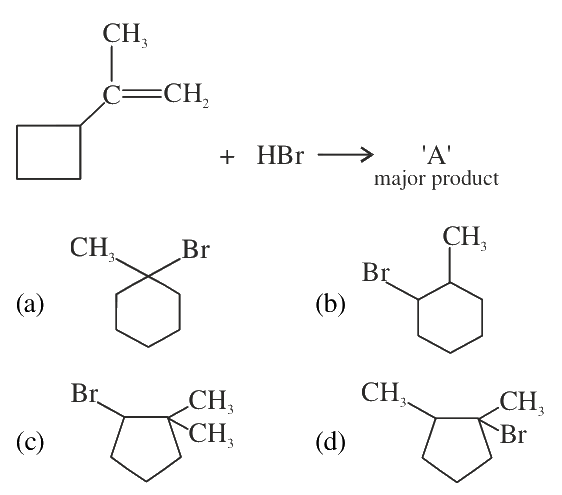 CH₃
C=CH₂
+ HBr → 'A'
major product
(a) CH₃ Br
(b) Br CH₃
(c) Br CH₃
CH₃
(d) CH₃ CH₃
Br